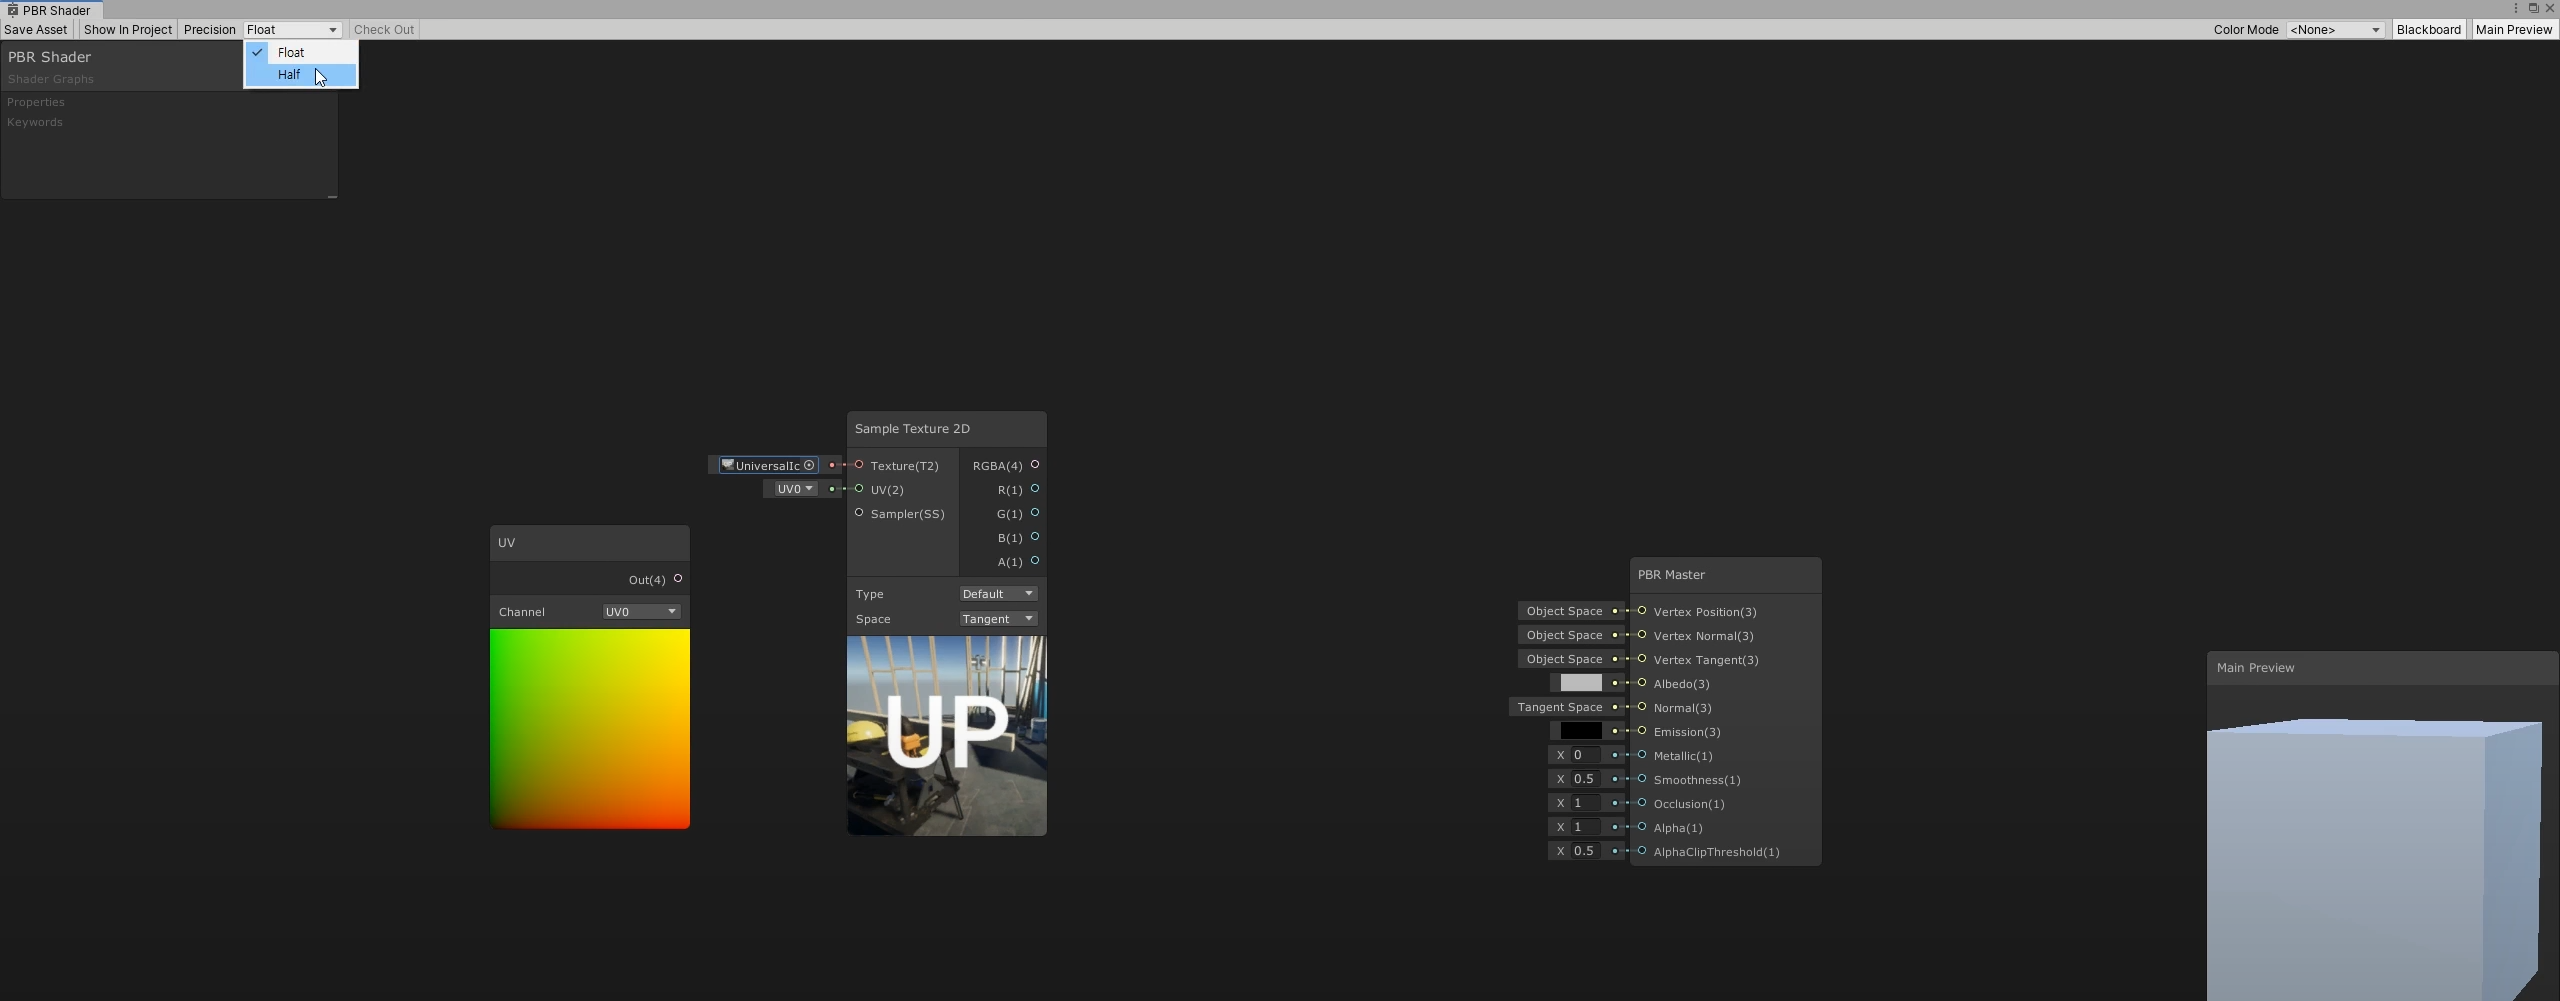 PBR Shader
Save Asset Show In Project Precision Float Check Out Color Mode <None> Blackboard Main Preview
Float
Half
PBR Shader
Shader Graphs
Properties
Keywords
Sample Texture 2D
UniversalIc Texture(T2) RGBA(4)
UV0 UV(2) R(1)
Sampler(SS) G(1)
B(1)
A(1)
Type Default
Space Tangent
UP
UV
Out(4)
Channel UV0
PBR Master
Object Space Vertex Position(3)
Object Space Vertex Normal(3)
Object Space Vertex Tangent(3)
Albedo(3)
Tangent Space Normal(3)
Emission(3)
X 0 Metallic(1)
X 0.5 Smoothness(1)
X 1 Occlusion(1)
X 1 Alpha(1)
X 0.5 AlphaClipThreshold(1)
Main Preview